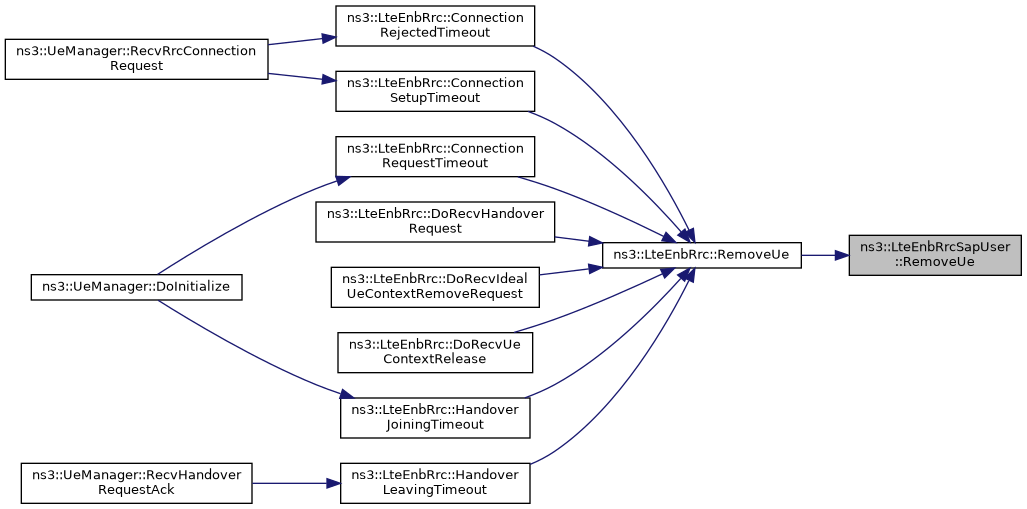 ns3::LteEnbRrc::Connection
RejectedTimeout
ns3::UeManager::RecvRrcConnection
Request
ns3::LteEnbRrc::Connection
SetupTimeout
ns3::LteEnbRrc::Connection
RequestTimeout
ns3::LteEnbRrc::DoRecvHandover
Request
ns3::LteEnbRrc::RemoveUe
ns3::LteEnbRrcSapUser
::RemoveUe
ns3::UeManager::DoInitialize
ns3::LteEnbRrc::DoRecvIdeal
UeContextRemoveRequest
ns3::LteEnbRrc::DoRecvUe
ContextRelease
ns3::LteEnbRrc::Handover
JoiningTimeout
ns3::UeManager::RecvHandover
RequestAck
ns3::LteEnbRrc::Handover
LeavingTimeout